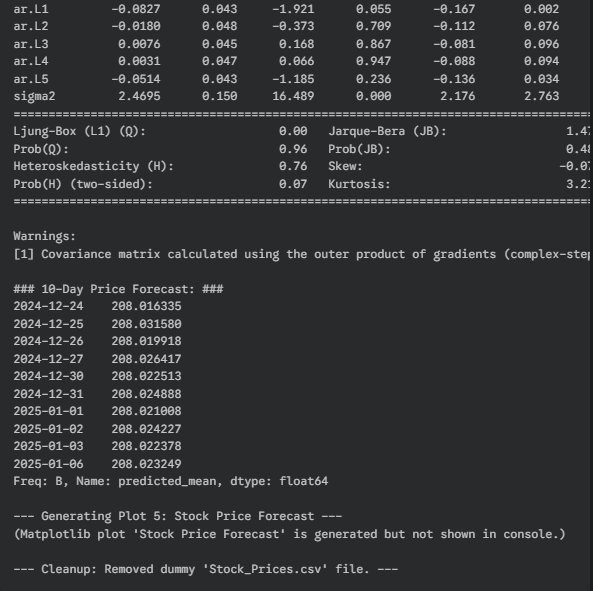 ar.L1         -0.0827      0.043     -1.921      0.055      -0.167       0.002
ar.L2         -0.0180      0.048     -0.373      0.709      -0.112       0.076
ar.L3          0.0076      0.045      0.168      0.867      -0.081       0.096
ar.L4          0.0031      0.047      0.066      0.947      -0.088       0.094
ar.L5         -0.0514      0.043     -1.185      0.236      -0.136       0.034
sigma2         2.4695      0.150     16.489      0.000       2.176       2.763
===================================================================================
Ljung-Box (L1) (Q):                   0.00   Jarque-Bera (JB):                 1.4
Prob(Q):                              0.96   Prob(JB):                         0.4
Heteroskedasticity (H):               0.76   Skew:                            -0.0
Prob(H) (two-sided):                  0.07   Kurtosis:                         3.2
===================================================================================
Warnings:
[1] Covariance matrix calculated using the outer product of gradients (complex-step
### 10-Day Price Forecast: ###
2024-12-24    208.016335
2024-12-25    208.031580
2024-12-26    208.019918
2024-12-27    208.026417
2024-12-30    208.022513
2024-12-31    208.024888
2025-01-01    208.021008
2025-01-02    208.024227
2025-01-03    208.022378
2025-01-06    208.023249
Freq: B, Name: predicted_mean, dtype: float64
--- Generating Plot 5: Stock Price Forecast ---
(Matplotlib plot 'Stock Price Forecast' is generated but not shown in console.)
--- Cleanup: Removed dummy 'Stock_Prices.csv' file. ---